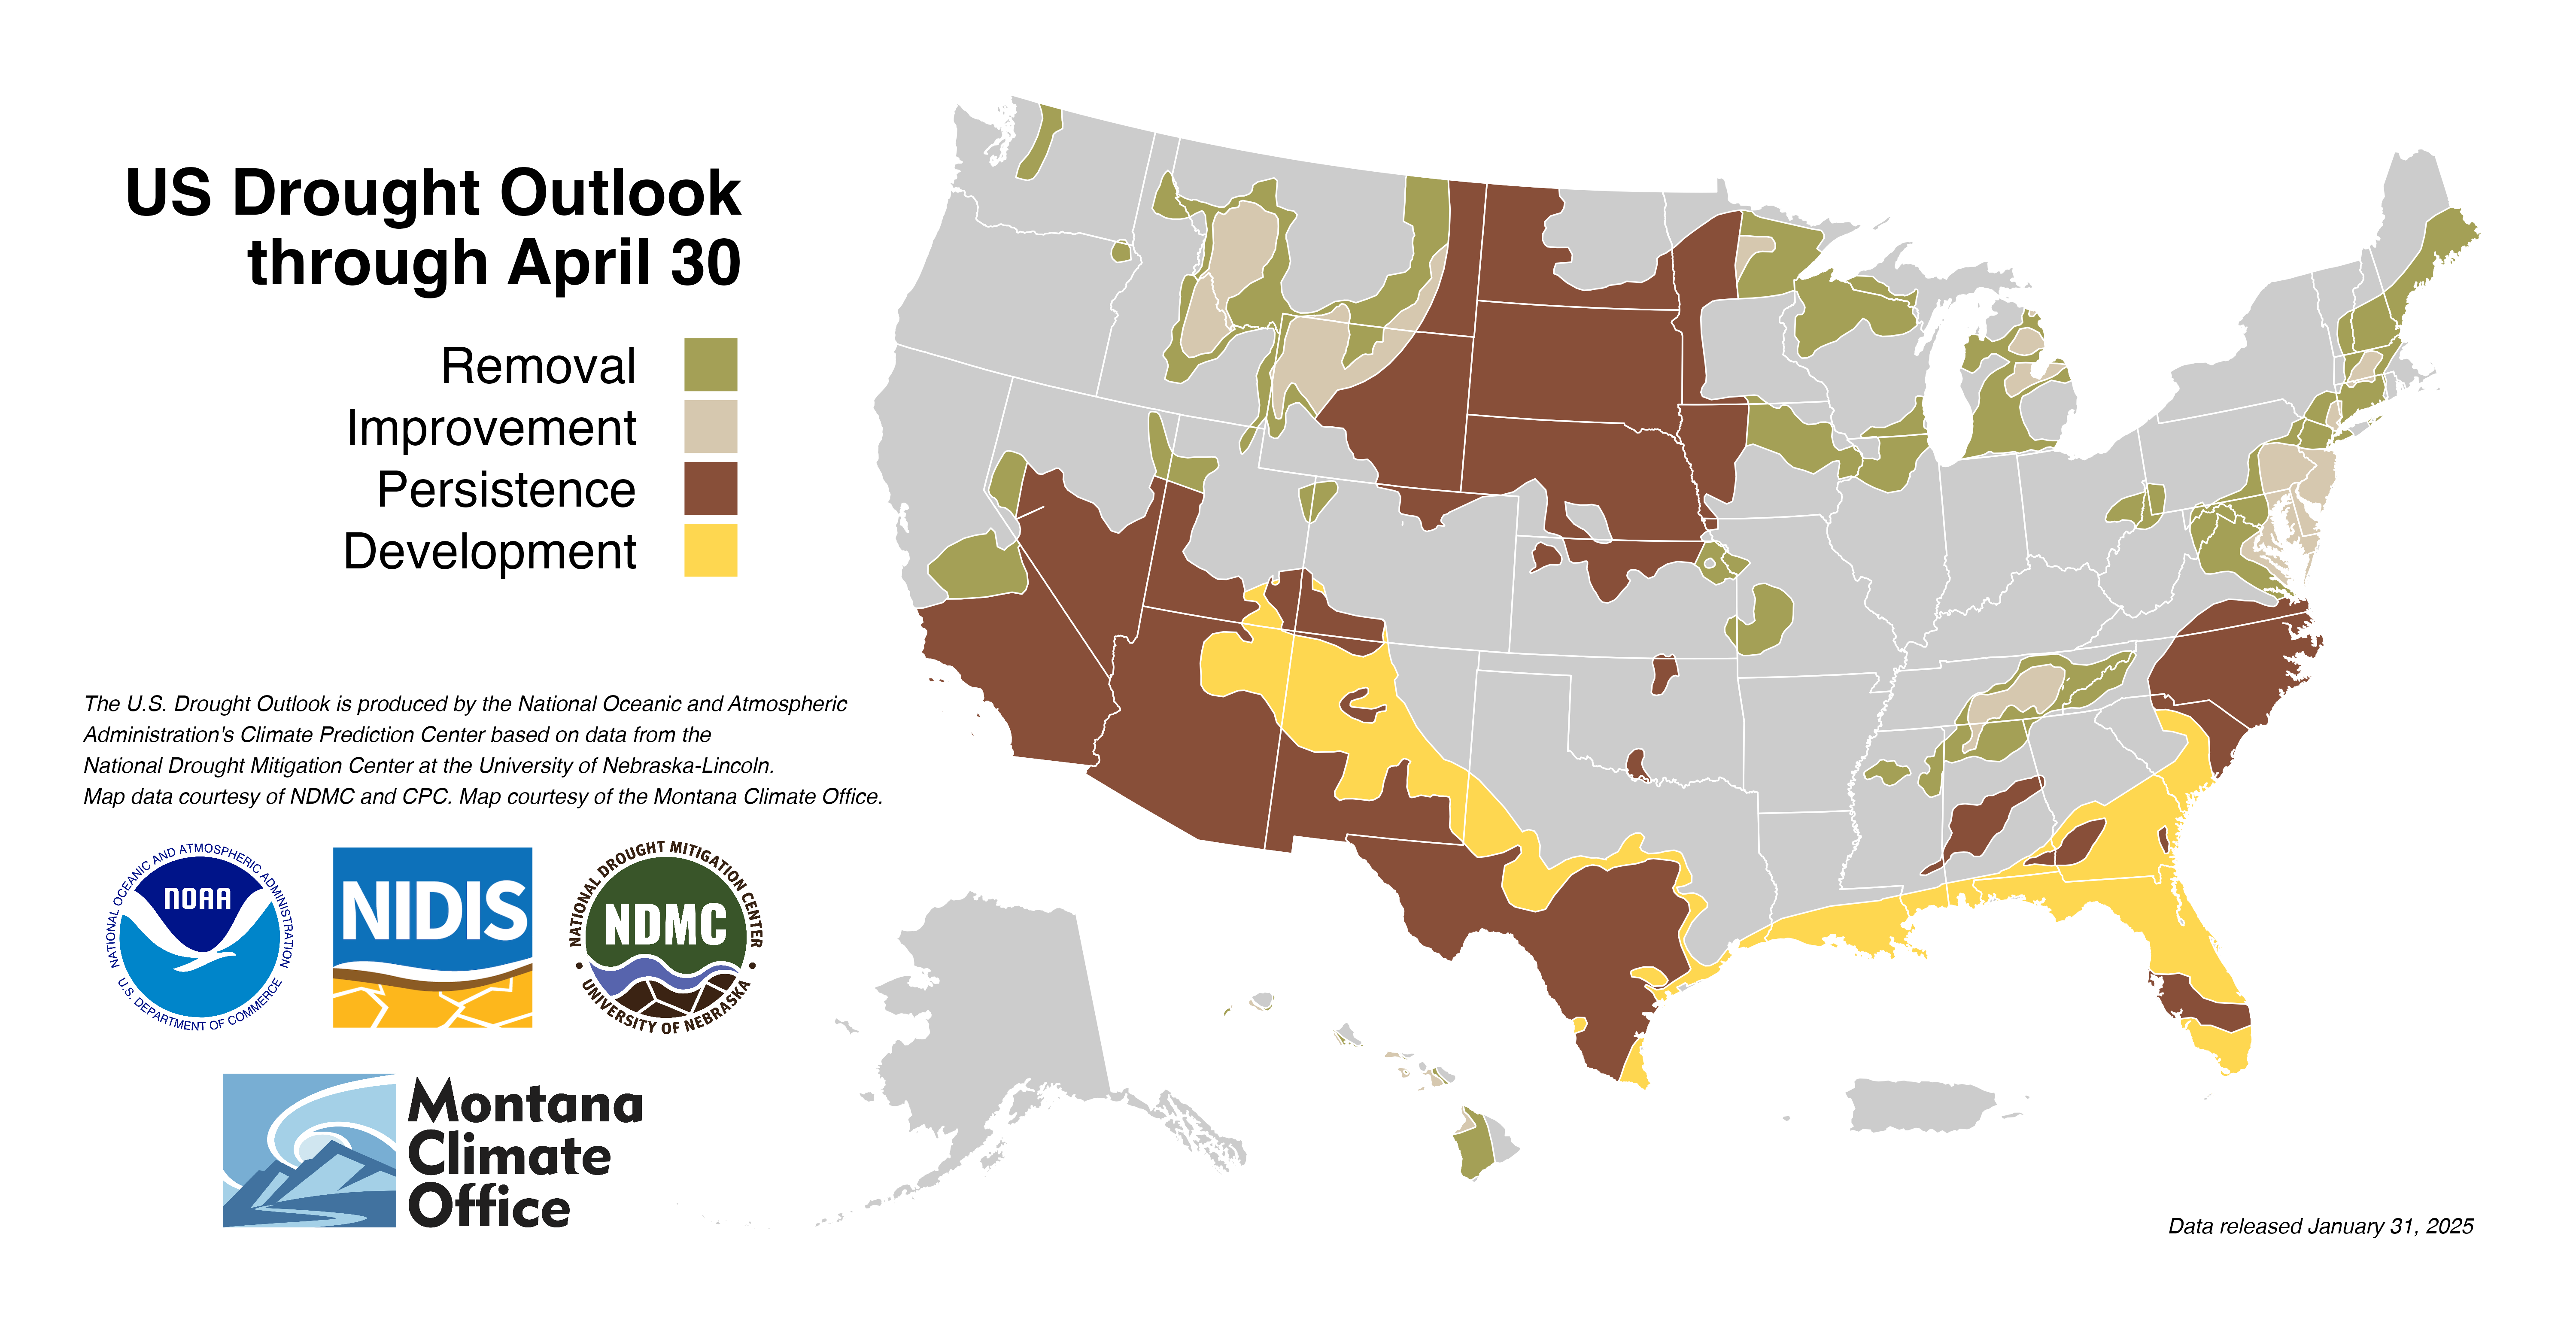 US Drought Outlook
through April 30
Removal
Improvement
Persistence
Development
The U.S. Drought Outlook is produced by the National Oceanic and Atmospheric
Administration's Climate Prediction Center based on data from the
National Drought Mitigation Center at the University of Nebraska-Lincoln.
Map data courtesy of NDMC and CPC. Map courtesy of the Montana Climate Office.
NATIONAL OCEANIC AND ATMOSPHERIC ADMINISTRATION
NOAA
U.S. DEPARTMENT OF COMMERCE
NIDIS
NATIONAL DROUGHT MITIGATION CENTER
NDMC
UNIVERSITY OF NEBRASKA
Montana
Climate
Office
Data released January 31, 2025